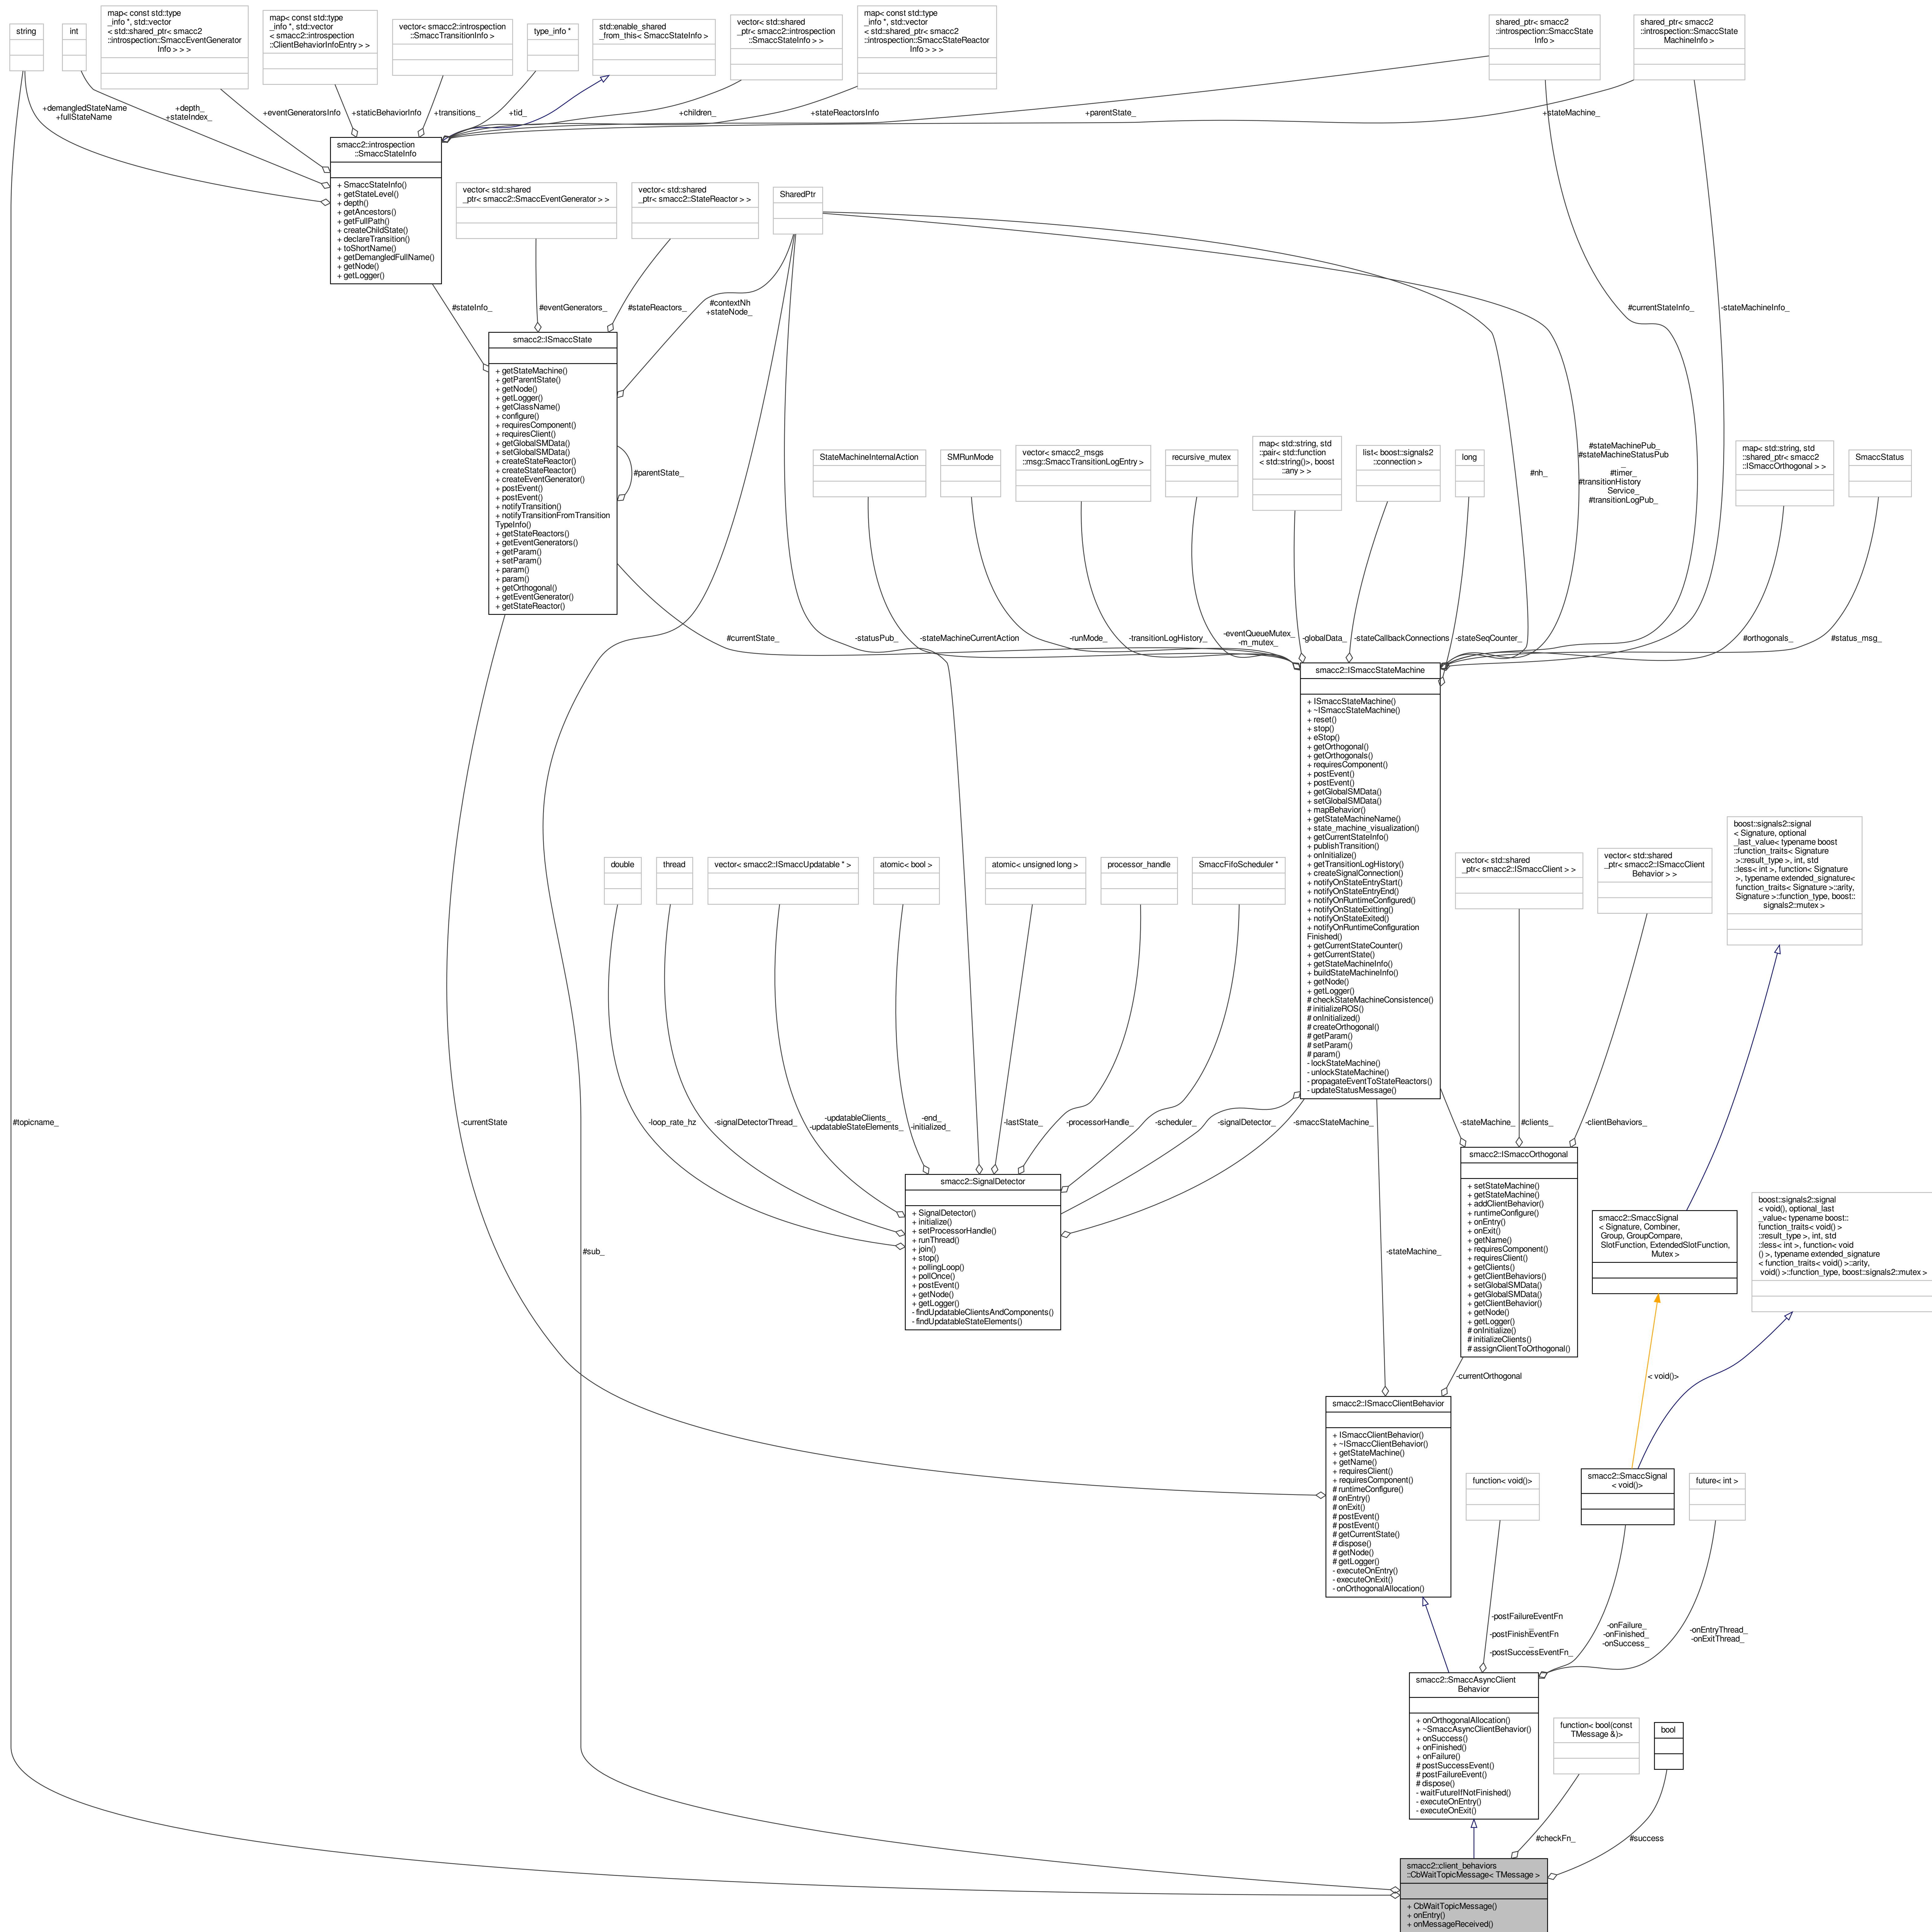 string
int
map< const std::type
_info *, std::vector
< std::shared_ptr< smacc2
::introspection::SmaccEventGenerator
Info > > >
map< const std::type
_info *, std::vector
< smacc2::introspection
::ClientBehaviorInfoEntry > >
vector< smacc2::introspection
::SmaccTransitionInfo >
type_info *
std::enable_shared
_from_this< SmaccStateInfo >
vector< std::shared
_ptr< smacc2::introspection
::SmaccStateInfo > >
map< const std::type
_info *, std::vector
< std::shared_ptr< smacc2
::introspection::SmaccStateReactor
Info > > >
shared_ptr< smacc2
::introspection::SmaccState
Info >
shared_ptr< smacc2
::introspection::SmaccState
MachineInfo >
+demangledStateName
+fullStateName
+depth_
+stateIndex_
+eventGeneratorsInfo
+staticBehaviorInfo
+transitions_
+tid_
+children_
+stateReactorsInfo
+parentState_
+stateMachine_
smacc2::introspection
::SmaccStateInfo
+ SmaccStateInfo()
+ getStateLevel()
+ depth()
+ getAncestors()
+ getFullPath()
+ createChildState()
+ declareTransition()
+ toShortName()
+ getDemangledFullName()
+ getNode()
+ getLogger()
vector< std::shared
_ptr< smacc2::SmaccEventGenerator > >
vector< std::shared
_ptr< smacc2::StateReactor > >
SharedPtr
#stateInfo_
#eventGenerators_
#stateReactors_
#contextNh
+stateNode_
#currentStateInfo_
-stateMachineInfo_
smacc2::ISmaccState
+ getStateMachine()
+ getParentState()
+ getNode()
+ getLogger()
+ getClassName()
+ configure()
+ requiresComponent()
+ requiresClient()
+ getGlobalSMData()
+ setGlobalSMData()
+ createStateReactor()
+ createStateReactor()
+ createEventGenerator()
+ postEvent()
+ postEvent()
+ notifyTransition()
+ notifyTransitionFromTransition
TypeInfo()
+ getStateReactors()
+ getEventGenerators()
+ getParam()
+ setParam()
+ param()
+ param()
+ getOrthogonal()
+ getEventGenerator()
+ getStateReactor()
#parentState_
StateMachineInternalAction
SMRunMode
vector< smacc2_msgs
::msg::SmaccTransitionLogEntry >
recursive_mutex
map< std::string, std
::pair< std::function
< std::string()>, boost
::any > >
list< boost::signals2
::connection >
long
#nh_
#stateMachinePub_
#stateMachineStatusPub
_
#timer_
#transitionHistory
Service_
#transitionLogPub_
map< std::string, std
::shared_ptr< smacc2
::ISmaccOrthogonal > >
SmaccStatus
#currentState_
-statusPub_
-stateMachineCurrentAction
-runMode_
-transitionLogHistory_
-eventQueueMutex_
-m_mutex_
-globalData_
-stateCallbackConnections
-stateSeqCounter_
#orthogonals_
#status_msg_
smacc2::ISmaccStateMachine
+ ISmaccStateMachine()
+ ~ISmaccStateMachine()
+ reset()
+ stop()
+ eStop()
+ getOrthogonal()
+ getOrthogonals()
+ requiresComponent()
+ postEvent()
+ postEvent()
+ getGlobalSMData()
+ setGlobalSMData()
+ mapBehavior()
+ getStateMachineName()
+ state_machine_visualization()
+ getCurrentStateInfo()
+ publishTransition()
+ onInitialize()
+ getTransitionLogHistory()
+ createSignalConnection()
+ notifyOnStateEntryStart()
+ notifyOnStateEntryEnd()
+ notifyOnRuntimeConfigured()
+ notifyOnStateExitting()
+ notifyOnStateExited()
+ notifyOnRuntimeConfiguration
Finished()
+ getCurrentStateCounter()
+ getCurrentState()
+ getStateMachineInfo()
+ buildStateMachineInfo()
+ getNode()
+ getLogger()
# checkStateMachineConsistence()
# initializeROS()
# onInitialized()
# createOrthogonal()
# getParam()
# setParam()
# param()
- lockStateMachine()
- unlockStateMachine()
- propagateEventToStateReactors()
- updateStatusMessage()
double
thread
vector< smacc2::ISmaccUpdatable * >
atomic< bool >
atomic< unsigned long >
processor_handle
SmaccFifoScheduler *
vector< std::shared
_ptr< smacc2::ISmaccClient > >
vector< std::shared
_ptr< smacc2::ISmaccClient
Behavior > >
boost::signals2::signal
< Signature, optional
_last_value< typename boost
::function_traits< Signature
>::result_type >, int, std
::less< int >, function< Signature
>, typename extended_signature<
function_traits< Signature >::arity,
Signature >::function_type, boost::
signals2::mutex >
#topicname_
-currentState
#sub_
-loop_rate_hz
-signalDetectorThread_
-updatableClients_
-updatableStateElements_
-end_
-initialized_
-lastState_
-processorHandle_
-scheduler_
-signalDetector_
-smaccStateMachine_
-stateMachine_
#clients_
-clientBehaviors_
smacc2::SignalDetector
+ SignalDetector()
+ initialize()
+ setProcessorHandle()
+ runThread()
+ join()
+ stop()
+ pollingLoop()
+ pollOnce()
+ postEvent()
+ getNode()
+ getLogger()
- findUpdatableClientsAndComponents()
- findUpdatableStateElements()
smacc2::ISmaccOrthogonal
+ setStateMachine()
+ getStateMachine()
+ addClientBehavior()
+ runtimeConfigure()
+ onEntry()
+ onExit()
+ getName()
+ requiresComponent()
+ requiresClient()
+ getClients()
+ getClientBehaviors()
+ setGlobalSMData()
+ getGlobalSMData()
+ getClientBehavior()
+ getNode()
+ getLogger()
# onInitialize()
# initializeClients()
# assignClientToOrthogonal()
smacc2::SmaccSignal
< Signature, Combiner,
Group, GroupCompare,
SlotFunction, ExtendedSlotFunction,
Mutex >
boost::signals2::signal
< void(), optional_last
_value< typename boost::
function_traits< void() >
::result_type >, int, std
::less< int >, function< void
() >, typename extended_signature
< function_traits< void() >::arity,
void() >::function_type, boost::signals2::mutex >
-stateMachine_
-currentOrthogonal
< void()>
smacc2::ISmaccClientBehavior
+ ISmaccClientBehavior()
+ ~ISmaccClientBehavior()
+ getStateMachine()
+ getName()
+ requiresClient()
+ requiresComponent()
# runtimeConfigure()
# onEntry()
# onExit()
# postEvent()
# postEvent()
# getCurrentState()
# dispose()
# getNode()
# getLogger()
- executeOnEntry()
- executeOnExit()
- onOrthogonalAllocation()
function< void()>
smacc2::SmaccSignal
< void()>
future< int >
-postFailureEventFn
_
-postFinishEventFn
_
-postSuccessEventFn_
-onFailure_
-onFinished_
-onSuccess_
-onEntryThread_
-onExitThread_
smacc2::SmaccAsyncClient
Behavior
+ onOrthogonalAllocation()
+ ~SmaccAsyncClientBehavior()
+ onSuccess()
+ onFinished()
+ onFailure()
# postSuccessEvent()
# postFailureEvent()
# dispose()
- waitFutureIfNotFinished()
- executeOnEntry()
- executeOnExit()
function< bool(const
TMessage &)>
bool
#checkFn_
#success
smacc2::client_behaviors
::CbWaitTopicMessage< TMessage >
+ CbWaitTopicMessage()
+ onEntry()
+ onMessageReceived()